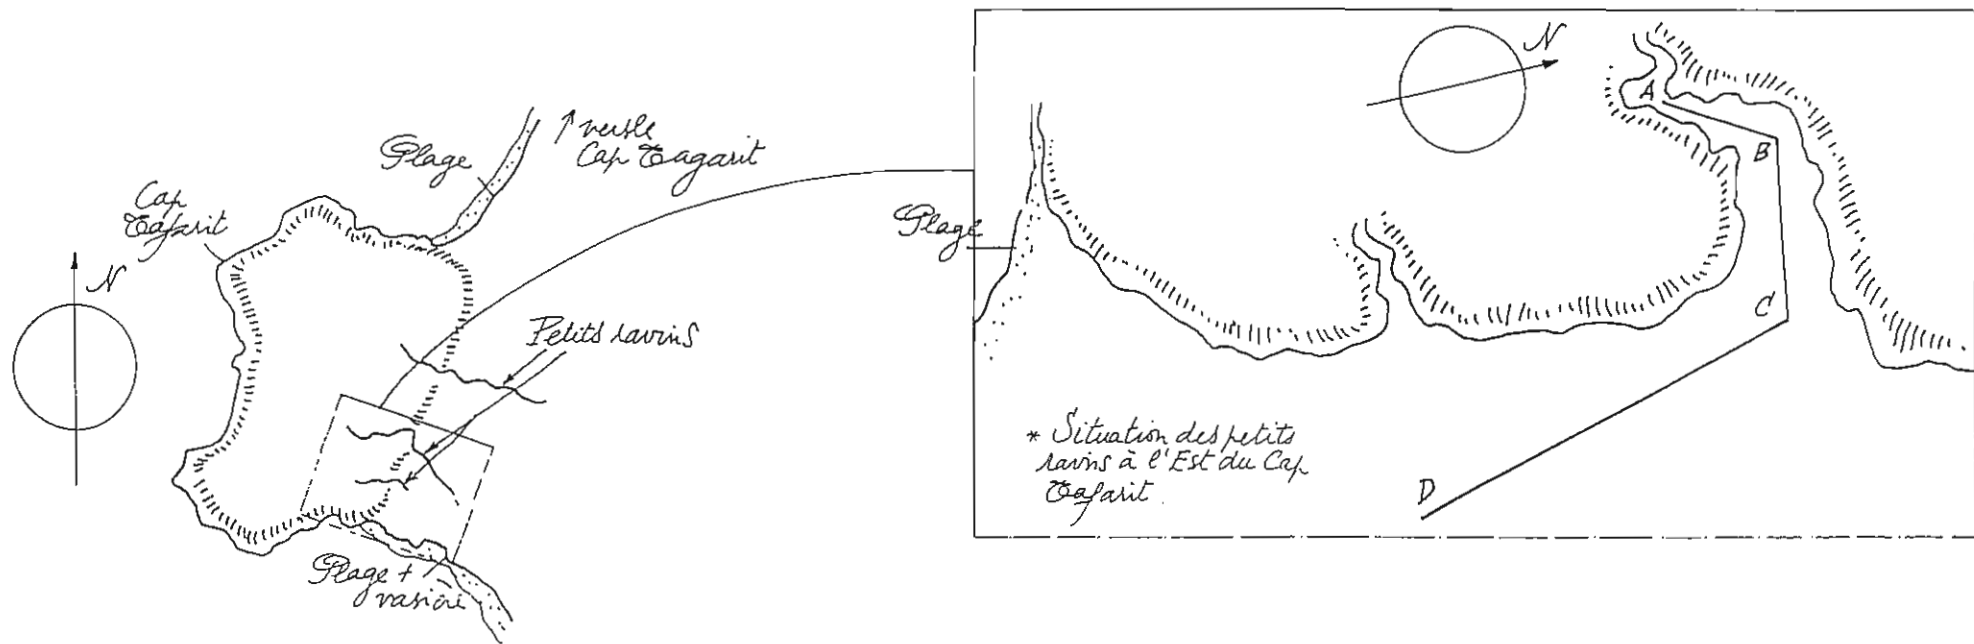 Plage
↑ vers le
Cap Tagarit
Cap
Tafarit
N
Petits ravins
Plage +
vasière
N
Plage
A
B
C
D
* Situation des petits
ravins à l'Est du Cap
Tafarit.